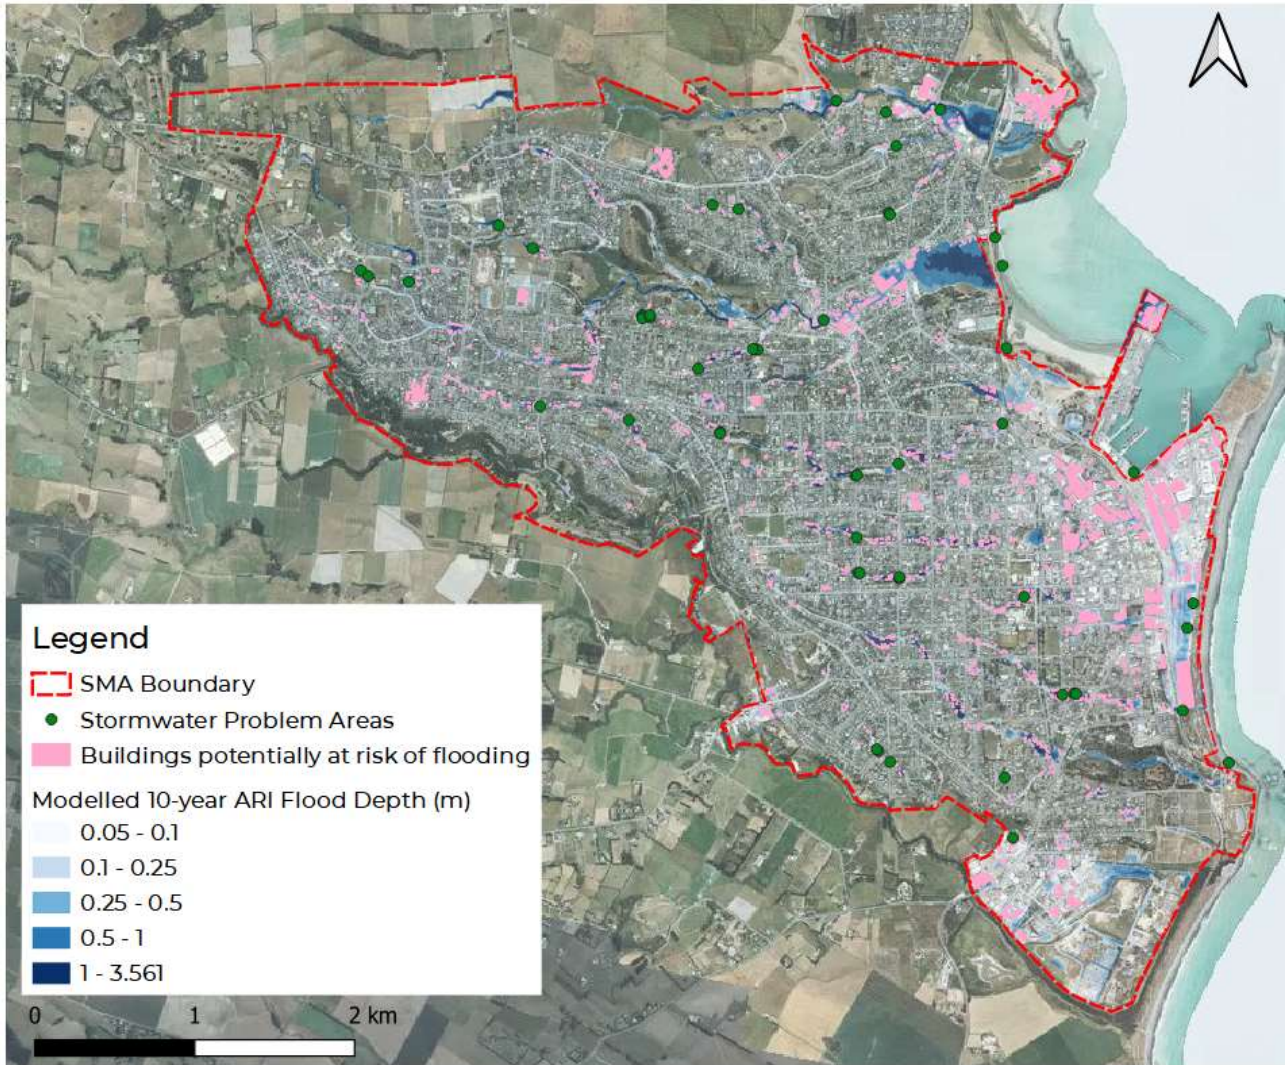 Legend
SMA Boundary
Stormwater Problem Areas
Buildings potentially at risk of flooding
Modelled 10-year ARI Flood Depth (m)
0.05 - 0.1
0.1 - 0.25
0.25 - 0.5
0.5 - 1
1 - 3.561
0 1 2 km